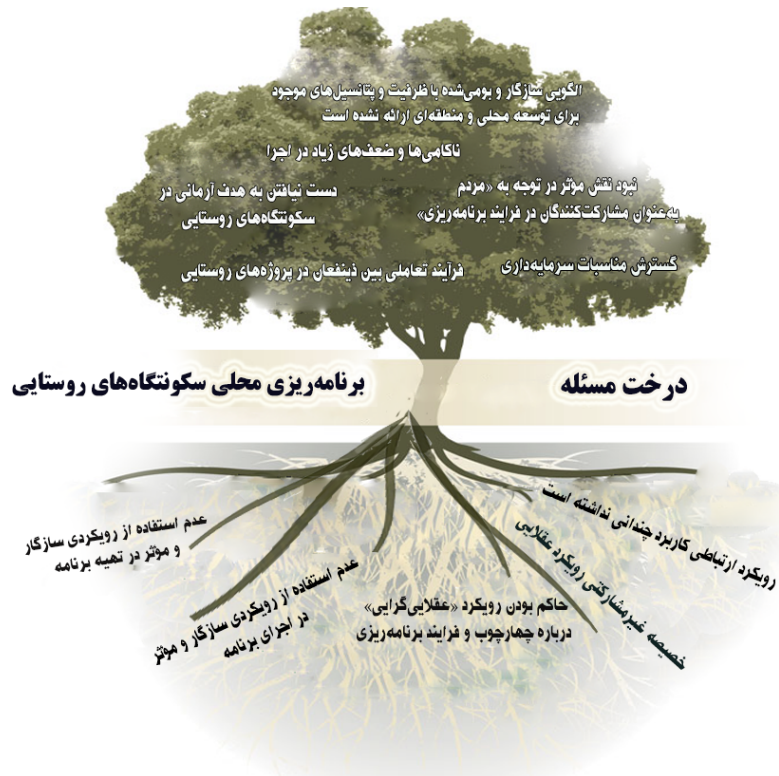 الگویی سازگار و بومی‌شده با ظرفیت و پتانسیل‌های موجود
برای توسعه محلی و منطقه‌ای ارائه نشده است
ناکامی‌ها و ضعف‌های زیاد در اجرا
نبود نقش مؤثر در توجه به «مردم
به‌عنوان مشارکت‌کنندگان در فرایند برنامه‌ریزی»
دست نیافتن به هدف آرمانی در
سکونتگاه‌های روستایی
گسترش مناسبات سرمایه‌داری
فرآیند تعاملی بین ذینفعان در پروژه‌های روستایی
درخت مسئله
برنامه‌ریزی محلی سکونتگاه‌های روستایی
رویکرد ارتباطی کاربرد چندانی نداشته است
خصیصه غیرمشارکتی رویکرد عقلایی
حاکم بودن رویکرد «عقلایی‌گرایی»
درباره چهارچوب و فرایند برنامه‌ریزی
عدم استفاده از رویکردی سازگار و مؤثر
در اجرای برنامه
عدم استفاده از رویکردی سازگار
و مؤثر در تهیه برنامه